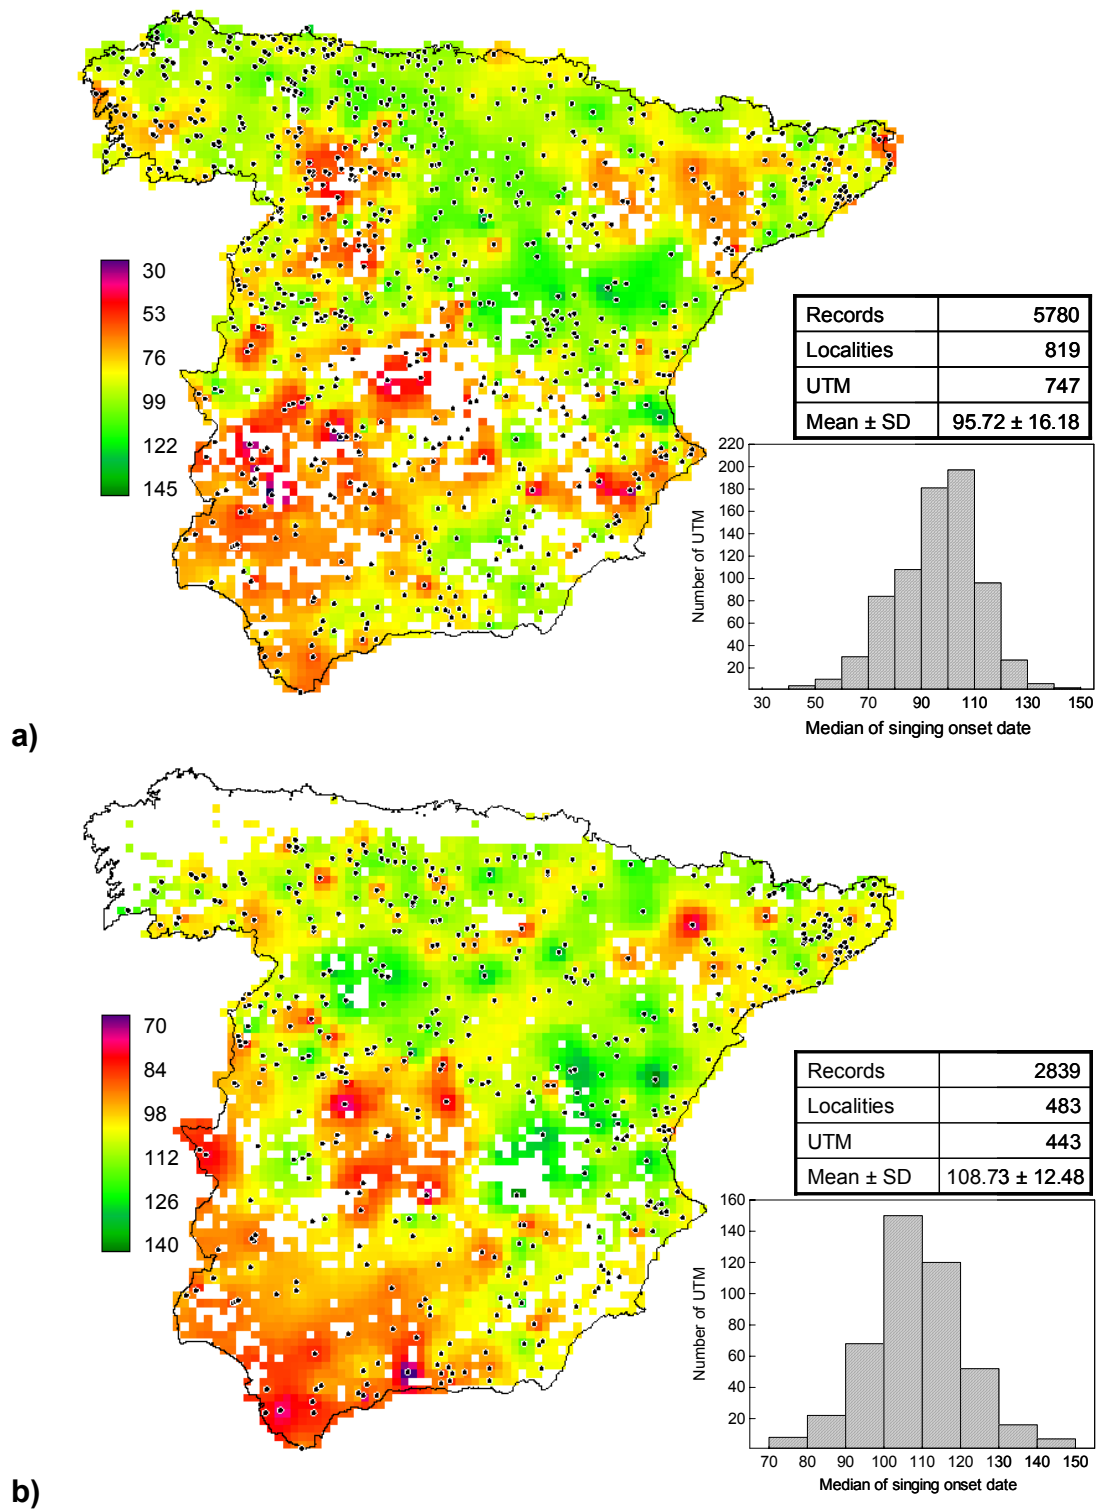 30
53
76
99
122
145
Records 5780
Localities 819
UTM 747
Mean ± SD 95.72 ± 16.18
220
200
180
160
140
120
100
80
60
40
20
Number of UTM
30 50 70 90 110 130 150
Median of singing onset date
a)
70
84
98
112
126
140
Records 2839
Localities 483
UTM 443
Mean ± SD 108.73 ± 12.48
160
140
120
100
80
60
40
20
Number of UTM
70 80 90 100 110 120 130 140 150
Median of singing onset date
b)